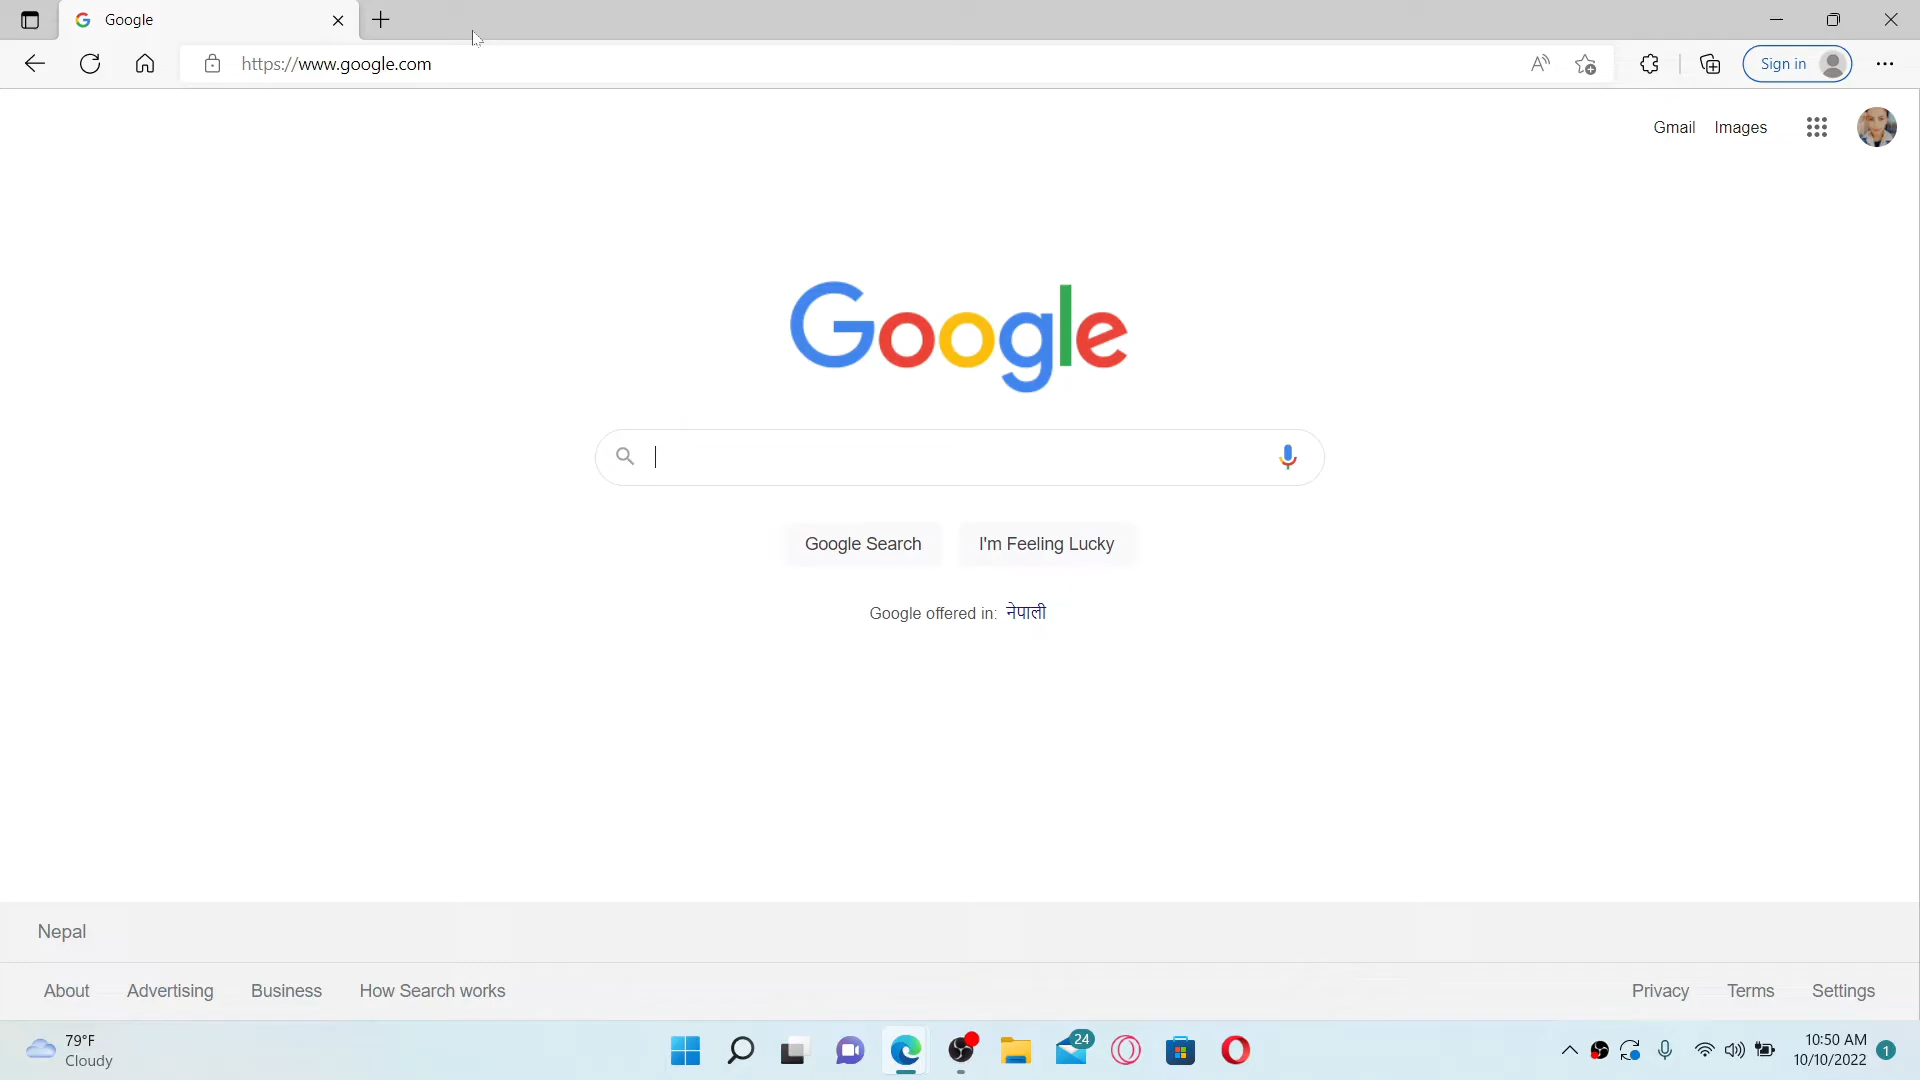 Google
https://www.google.com
Sign in
Gmail Images
Google
Google Search I'm Feeling Lucky
Google offered in: नेपाली
Nepal
About Advertising Business How Search works
Privacy Terms Settings
79°F
Cloudy
24
10:50 AM
10/10/2022
1